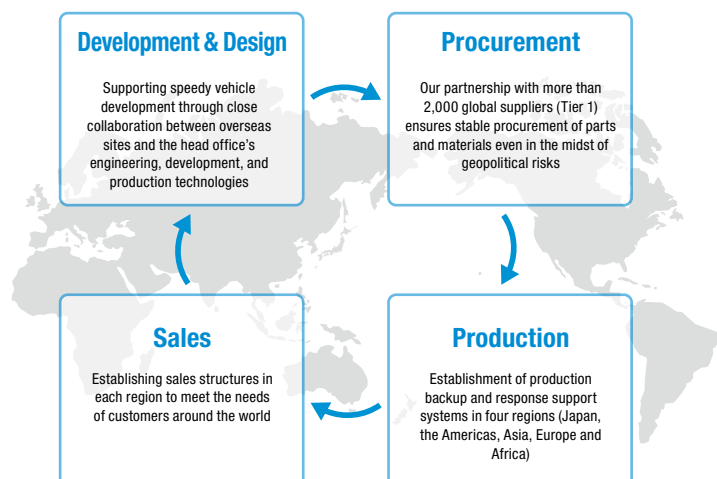 Development & Design
Supporting speedy vehicle
development through close
collaboration between overseas
sites and the head office's
engineering, development, and
production technologies
Procurement
Our partnership with more than
2,000 global suppliers (Tier 1)
ensures stable procurement of parts
and materials even in the midst of
geopolitical risks
Sales
Establishing sales structures in
each region to meet the needs
of customers around the world
Production
Establishment of production
backup and response support
systems in four regions (Japan,
the Americas, Asia, Europe and
Africa)